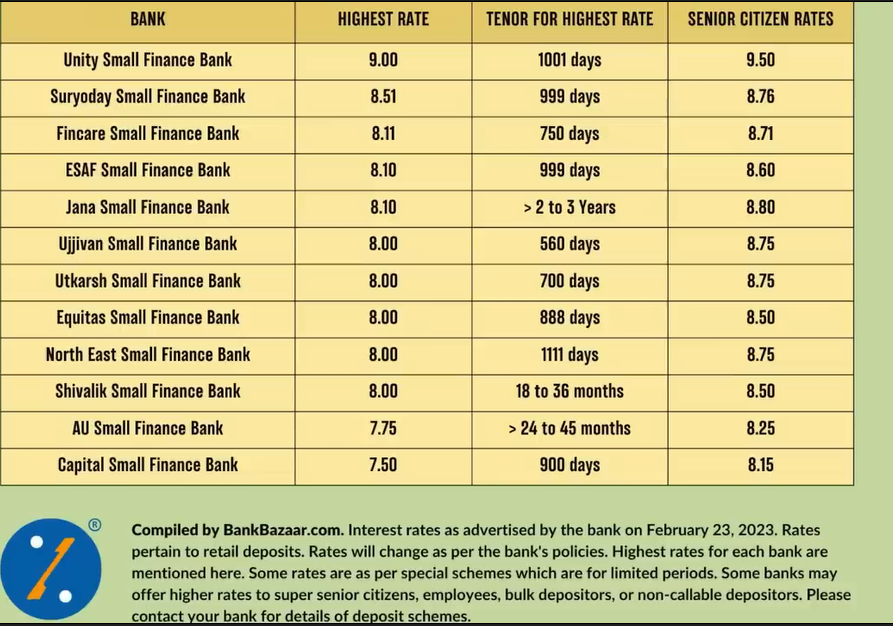 BANK HIGHEST RATE TENOR FOR HIGHEST RATE SENIOR CITIZEN RATES
Unity Small Finance Bank 9.00 1001 days 9.50
Suryoday Small Finance Bank 8.51 999 days 8.76
Fincare Small Finance Bank 8.11 750 days 8.71
ESAF Small Finance Bank 8.10 999 days 8.60
Jana Small Finance Bank 8.10 > 2 to 3 Years 8.80
Ujjivan Small Finance Bank 8.00 560 days 8.75
Utkarsh Small Finance Bank 8.00 700 days 8.75
Equitas Small Finance Bank 8.00 888 days 8.50
North East Small Finance Bank 8.00 1111 days 8.75
Shivalik Small Finance Bank 8.00 18 to 36 months 8.50
AU Small Finance Bank 7.75 > 24 to 45 months 8.25
Capital Small Finance Bank 7.50 900 days 8.15
®
Compiled by BankBazaar.com. Interest rates as advertised by the bank on February 23, 2023. Rates
pertain to retail deposits. Rates will change as per the bank's policies. Highest rates for each bank are
mentioned here. Some rates are as per special schemes which are for limited periods. Some banks may
offer higher rates to super senior citizens, employees, bulk depositors, or non-callable depositors. Please
contact your bank for details of deposit schemes.